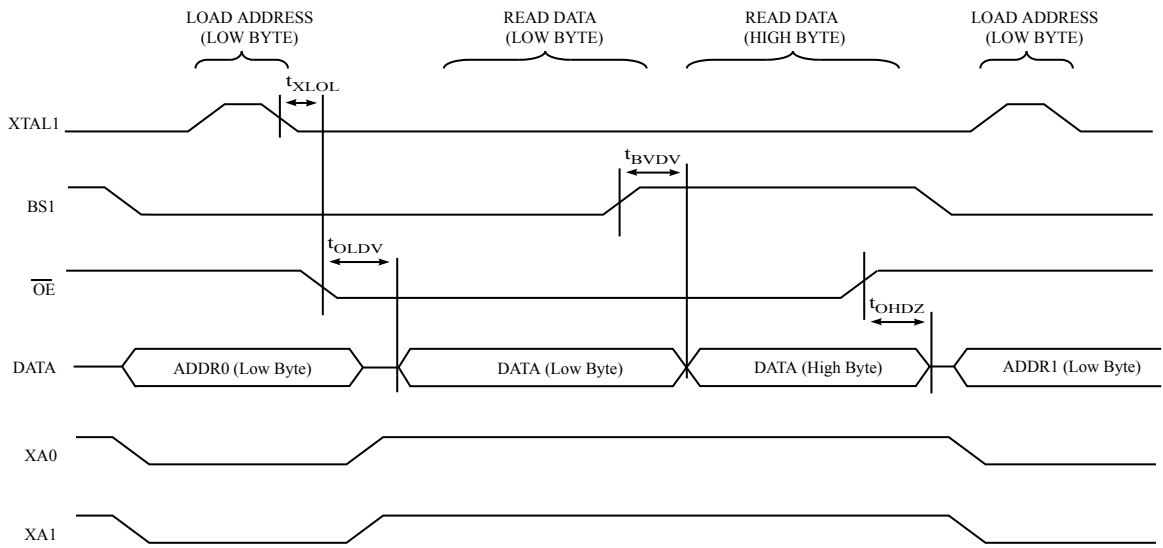 LOAD ADDRESS
(LOW BYTE)
READ DATA
(LOW BYTE)
READ DATA
(HIGH BYTE)
LOAD ADDRESS
(LOW BYTE)
tXLOL
XTAL1
tBVDV
BS1
tOLDV
OE
tOHDZ
DATA
ADDR0 (Low Byte)
DATA (Low Byte)
DATA (High Byte)
ADDR1 (Low Byte)
XA0
XA1